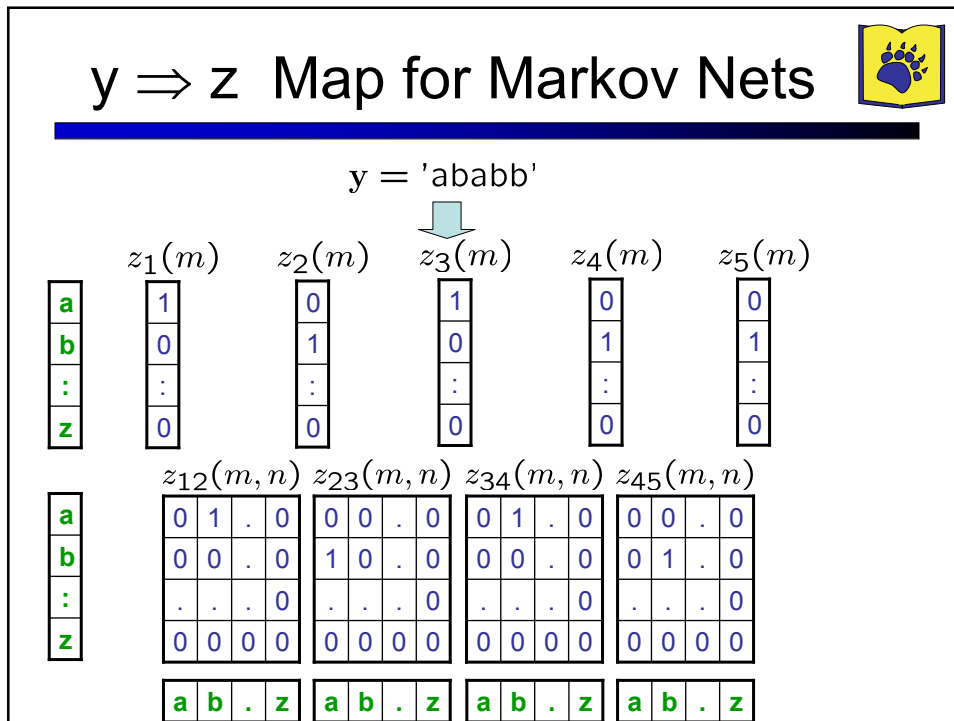 y ⇒ z Map for Markov Nets
y = 'ababb'
z1(m) z2(m) z3(m) z4(m) z5(m)
a 1 0 1 0 0
b 0 1 0 1 1
: : : : : :
z 0 0 0 0 0
z12(m, n) z23(m, n) z34(m, n) z45(m, n)
a 0 1 . 0 0 0 . 0 0 1 . 0 0 0 . 0
b 0 0 . 0 1 0 . 0 0 0 . 0 0 1 . 0
: . . . 0 . . . 0 . . . 0 . . . 0
z 0 0 0 0 0 0 0 0 0 0 0 0 0 0 0 0
a b . z a b . z a b . z a b . z